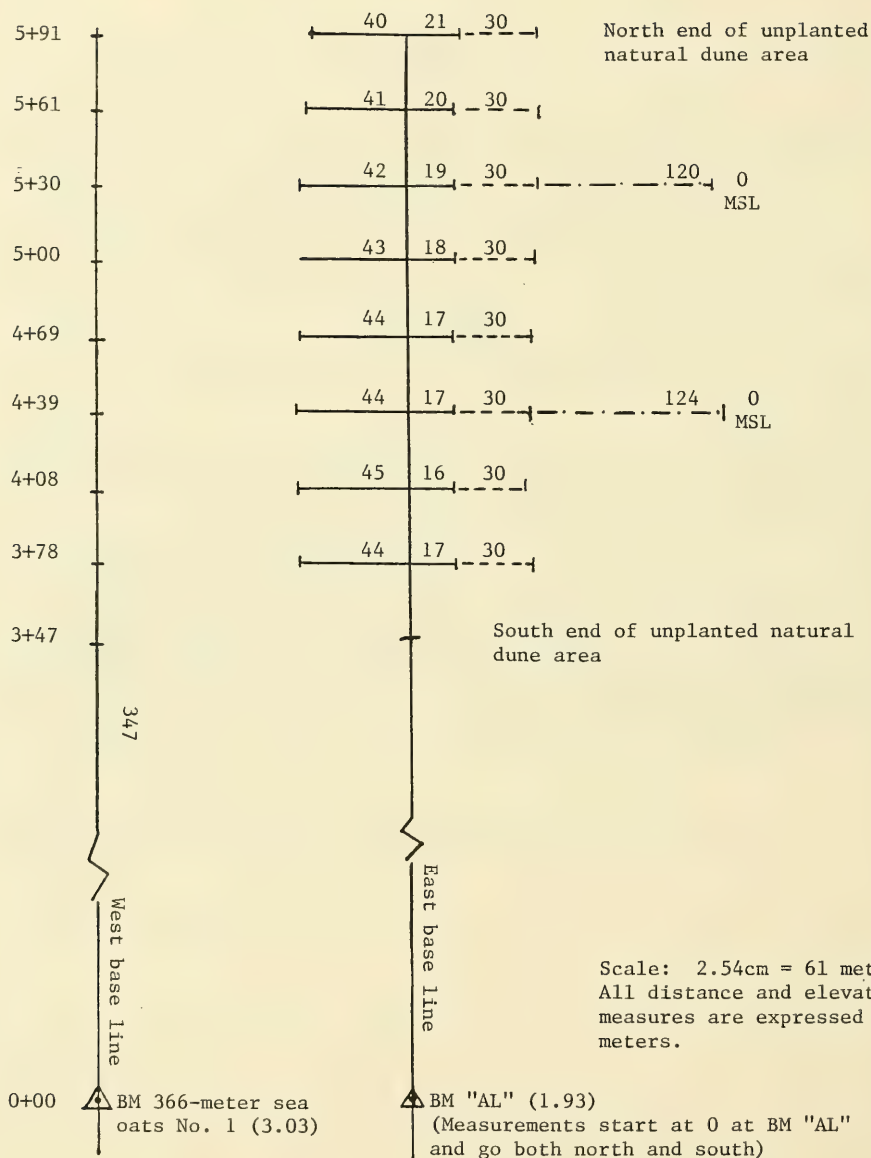 5+91 40 21 30 North end of unplanted
natural dune area
5+61 41 20 30
5+30 42 19 30 120 0
MSL
5+00 43 18 30
4+69 44 17 30
4+39 44 17 30 124 0
MSL
4+08 45 16 30
3+78 44 17 30
3+47 South end of unplanted natural
dune area
347
West base line
East base line
Scale: 2.54cm = 61 met
All distance and elevat
measures are expressed
meters.
0+00 BM 366-meter sea
oats No. 1 (3.03)
BM "AL" (1.93)
(Measurements start at 0 at BM "AL"
and go both north and south)